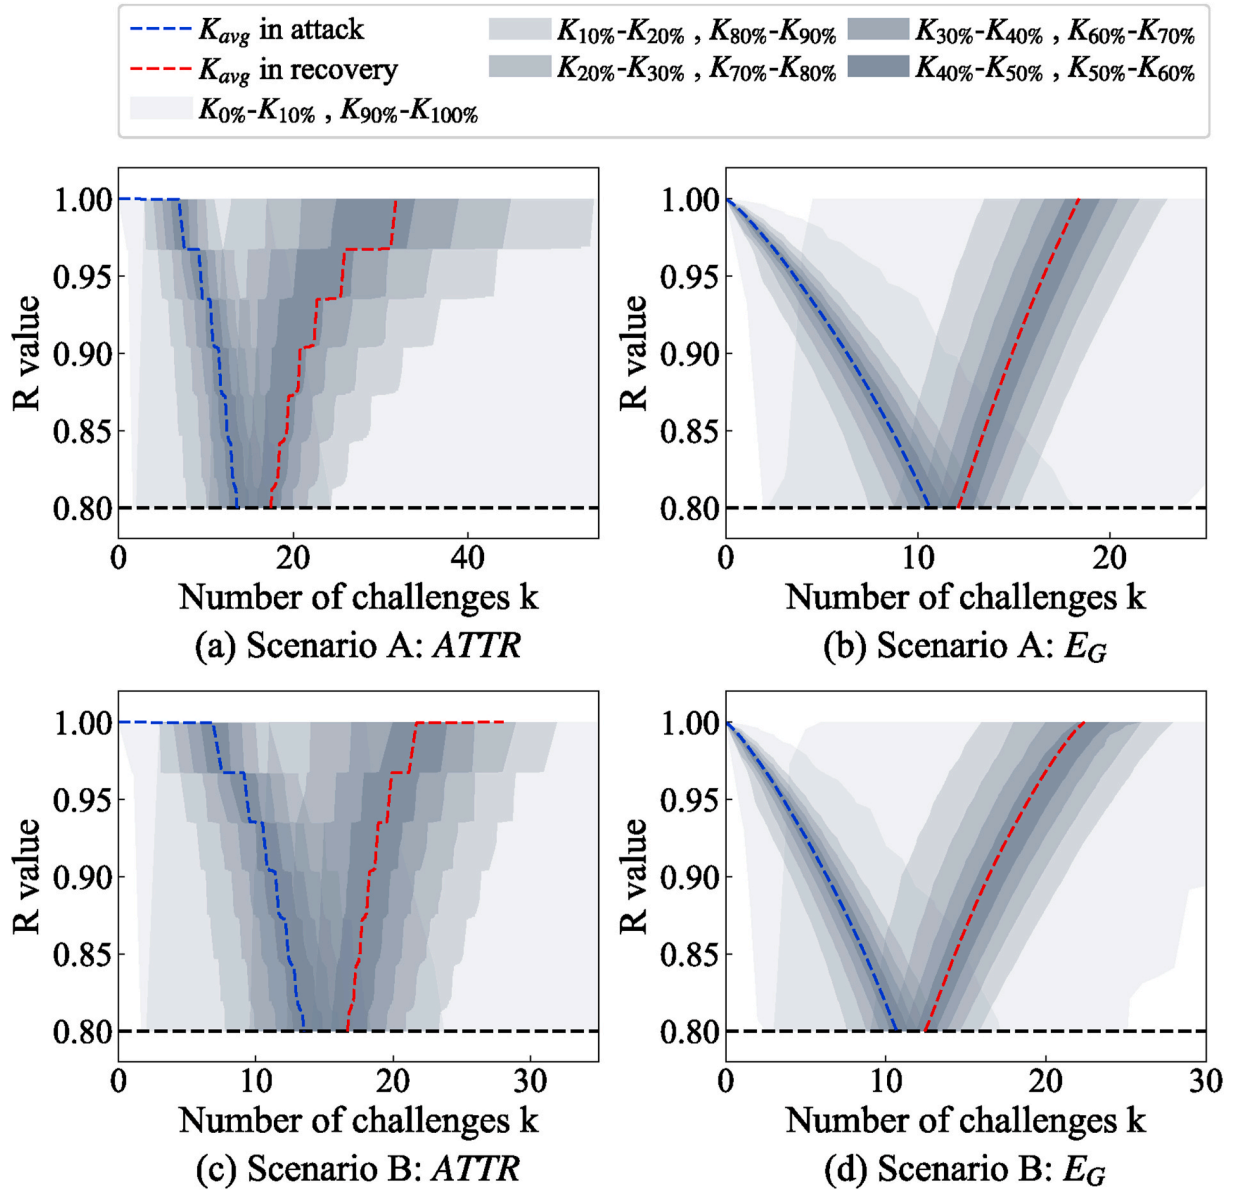 K_avg in attack
K_avg in recovery
K_0%-K_10% , K_90%-K_100%
K_10%-K_20% , K_80%-K_90%
K_20%-K_30% , K_70%-K_80%
K_30%-K_40% , K_60%-K_70%
K_40%-K_50% , K_50%-K_60%
R value
1.00
0.95
0.90
0.85
0.80
0 20 40
Number of challenges k
(a) Scenario A: ATTR
R value
1.00
0.95
0.90
0.85
0.80
0 10 20
Number of challenges k
(b) Scenario A: E_G
R value
1.00
0.95
0.90
0.85
0.80
0 10 20 30
Number of challenges k
(c) Scenario B: ATTR
R value
1.00
0.95
0.90
0.85
0.80
0 10 20 30
Number of challenges k
(d) Scenario B: E_G